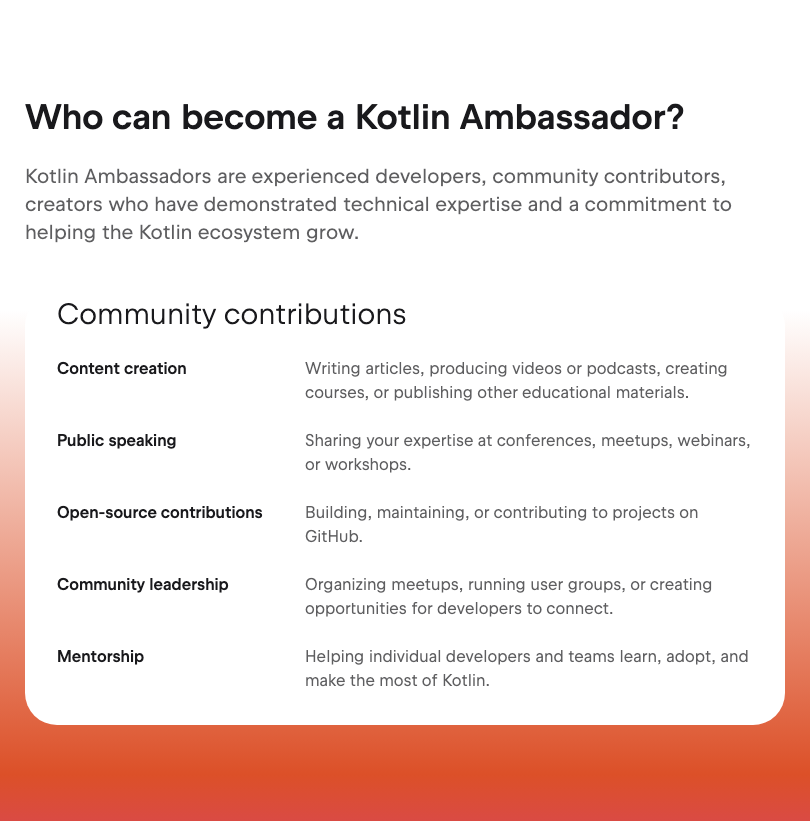 Who can become a Kotlin Ambassador?
Kotlin Ambassadors are experienced developers, community contributors,
creators who have demonstrated technical expertise and a commitment to
helping the Kotlin ecosystem grow.
Community contributions
Content creation
Writing articles, producing videos or podcasts, creating
courses, or publishing other educational materials.
Public speaking
Sharing your expertise at conferences, meetups, webinars,
or workshops.
Open-source contributions
Building, maintaining, or contributing to projects on
GitHub.
Community leadership
Organizing meetups, running user groups, or creating
opportunities for developers to connect.
Mentorship
Helping individual developers and teams learn, adopt, and
make the most of Kotlin.